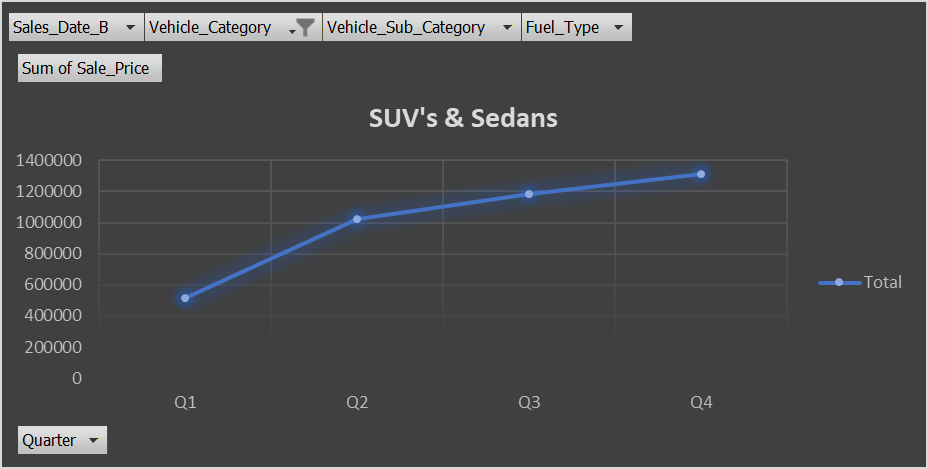 Sales_Date_B Vehicle_Category Vehicle_Sub_Category Fuel_Type
Sum of Sale_Price
SUV's & Sedans
1400000
1200000
1000000
800000
600000
400000
200000
0
Total
Q1 Q2 Q3 Q4
Quarter